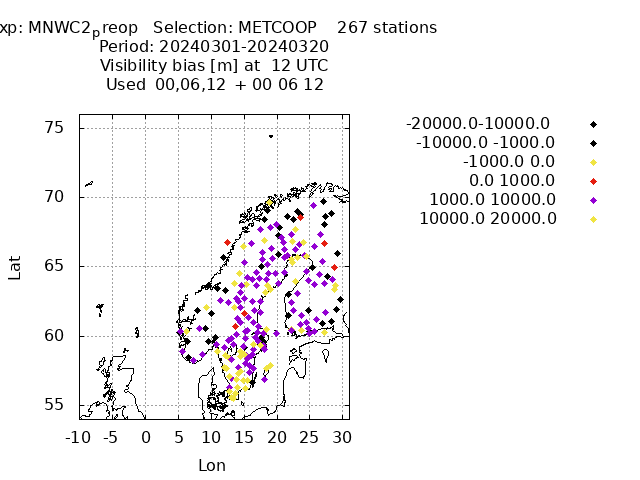 xp: MNWC2preop Selection: METCOOP 267 stations
Period: 20240301-20240320
Visibility bias [m] at 12 UTC
Used 00,06,12 + 00 06 12
-20000.0-10000.0
-10000.0 -1000.0
-1000.0 0.0
0.0 1000.0
1000.0 10000.0
10000.0 20000.0
75
70
65
60
55
Lat
-10 -5 0 5 10 15 20 25 30
Lon